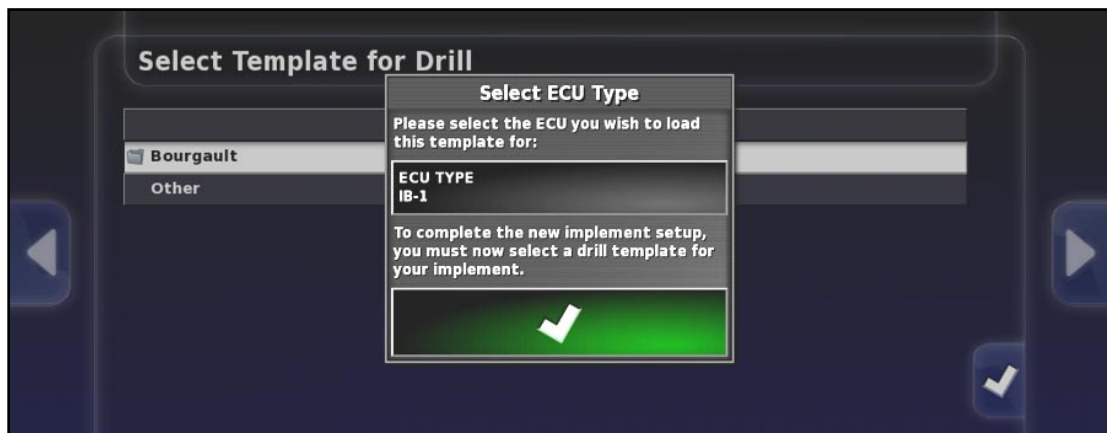 Select Template for Drill
Select ECU Type
Please select the ECU you wish to load
this template for:
Bourgault
ECU TYPE
IB-1
Other
To complete the new implement setup,
you must now select a drill template for
your implement.